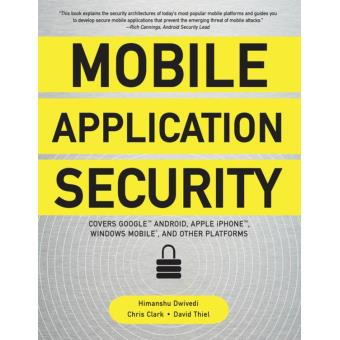 "This book explains the security architectures of today's most popular mobile platforms and guides you
to develop secure mobile applications that prevent the emerging threat of mobile attacks."
—Rich Cannings, Android Security Lead
MOBILE
APPLICATION
SECURITY
COVERS GOOGLE™ ANDROID, APPLE iPHONE™,
WINDOWS MOBILE®, AND OTHER PLATFORMS
Himanshu Dwivedi
Chris Clark • David Thiel